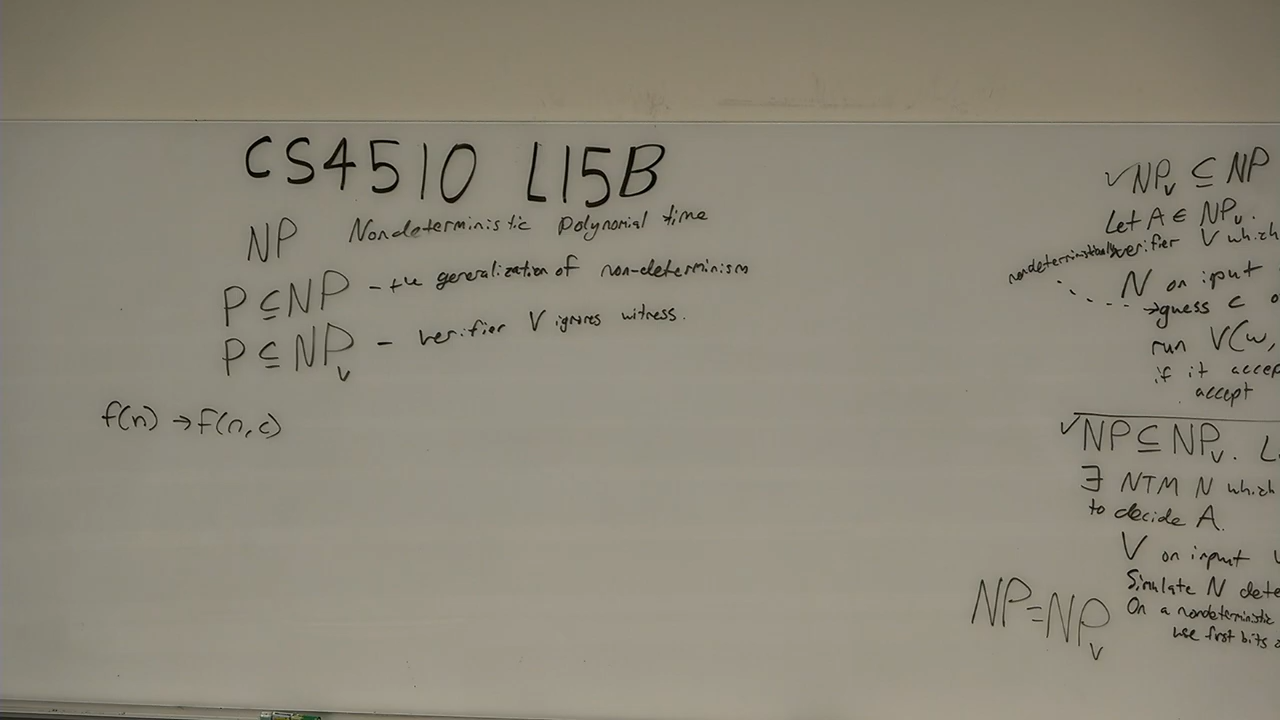 CS4510 L15B
NP Nondeterministic Polynomial time
P ⊆ NP - the generalization of non-determinism
P ⊆ NP_V - verifier V ignores witness.
f(n) → f(n,c)
✓NP_V ⊆ NP
Let A ∈ NP_V.
nondeterministically
verifier V which
N on input
→guess c
run V(w,
if it accep
accept
✓NP ⊆ NP_V. L
∃ NTM N which
to decide A.
V on input
Simulate N dete
On a nondeterministic
use first bits
NP=NP_V